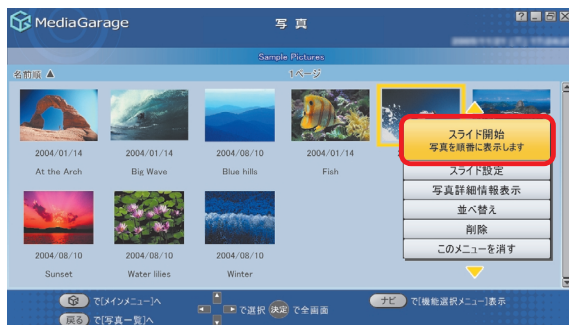 MediaGarage
写真
Sample Pictures
名前順 ▲
1ページ
2004/01/14
2004/01/14
2004/08/10
2004/01/14
At the Arch
Big Wave
Blue hills
Fish
スライド開始
写真を順番に表示します
スライド設定
写真詳細情報表示
並べ替え
削除
このメニューを消す
2004/08/10
2004/08/10
2004/08/10
Sunset
Water lilies
Winter
で[メインメニュー]へ
戻る で[写真一覧]へ
で選択 決定 で全画面
ナビ で[機能選択メニュー]表示